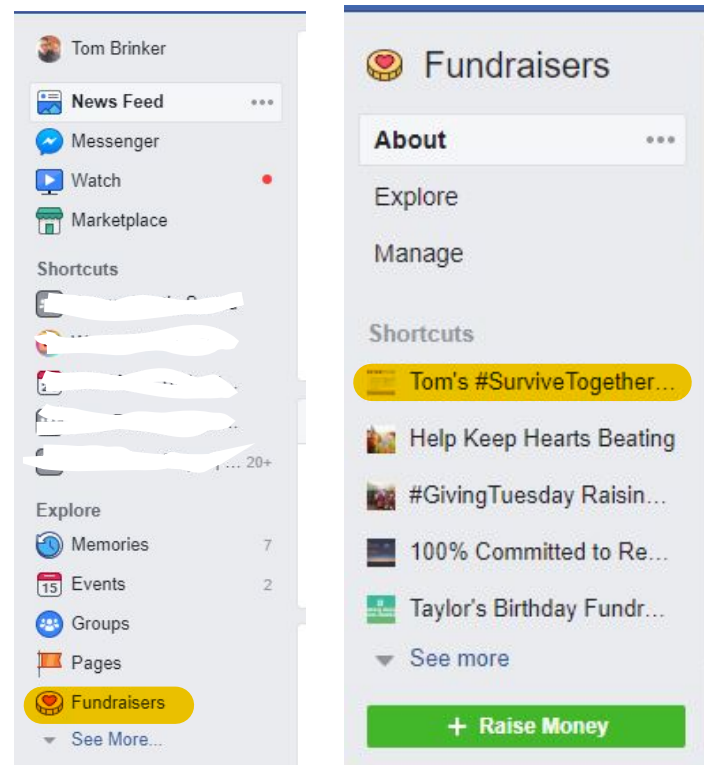 Tom Brinker
News Feed
Messenger
Watch
Marketplace
Shortcuts
... 20+
Explore
Memories 7
15 Events 2
Groups
Pages
Fundraisers
See More...
Fundraisers
About
Explore
Manage
Shortcuts
Tom's #SurviveTogether...
Help Keep Hearts Beating
#GivingTuesday Raisin...
100% Committed to Re...
Taylor's Birthday Fundr...
See more
+ Raise Money